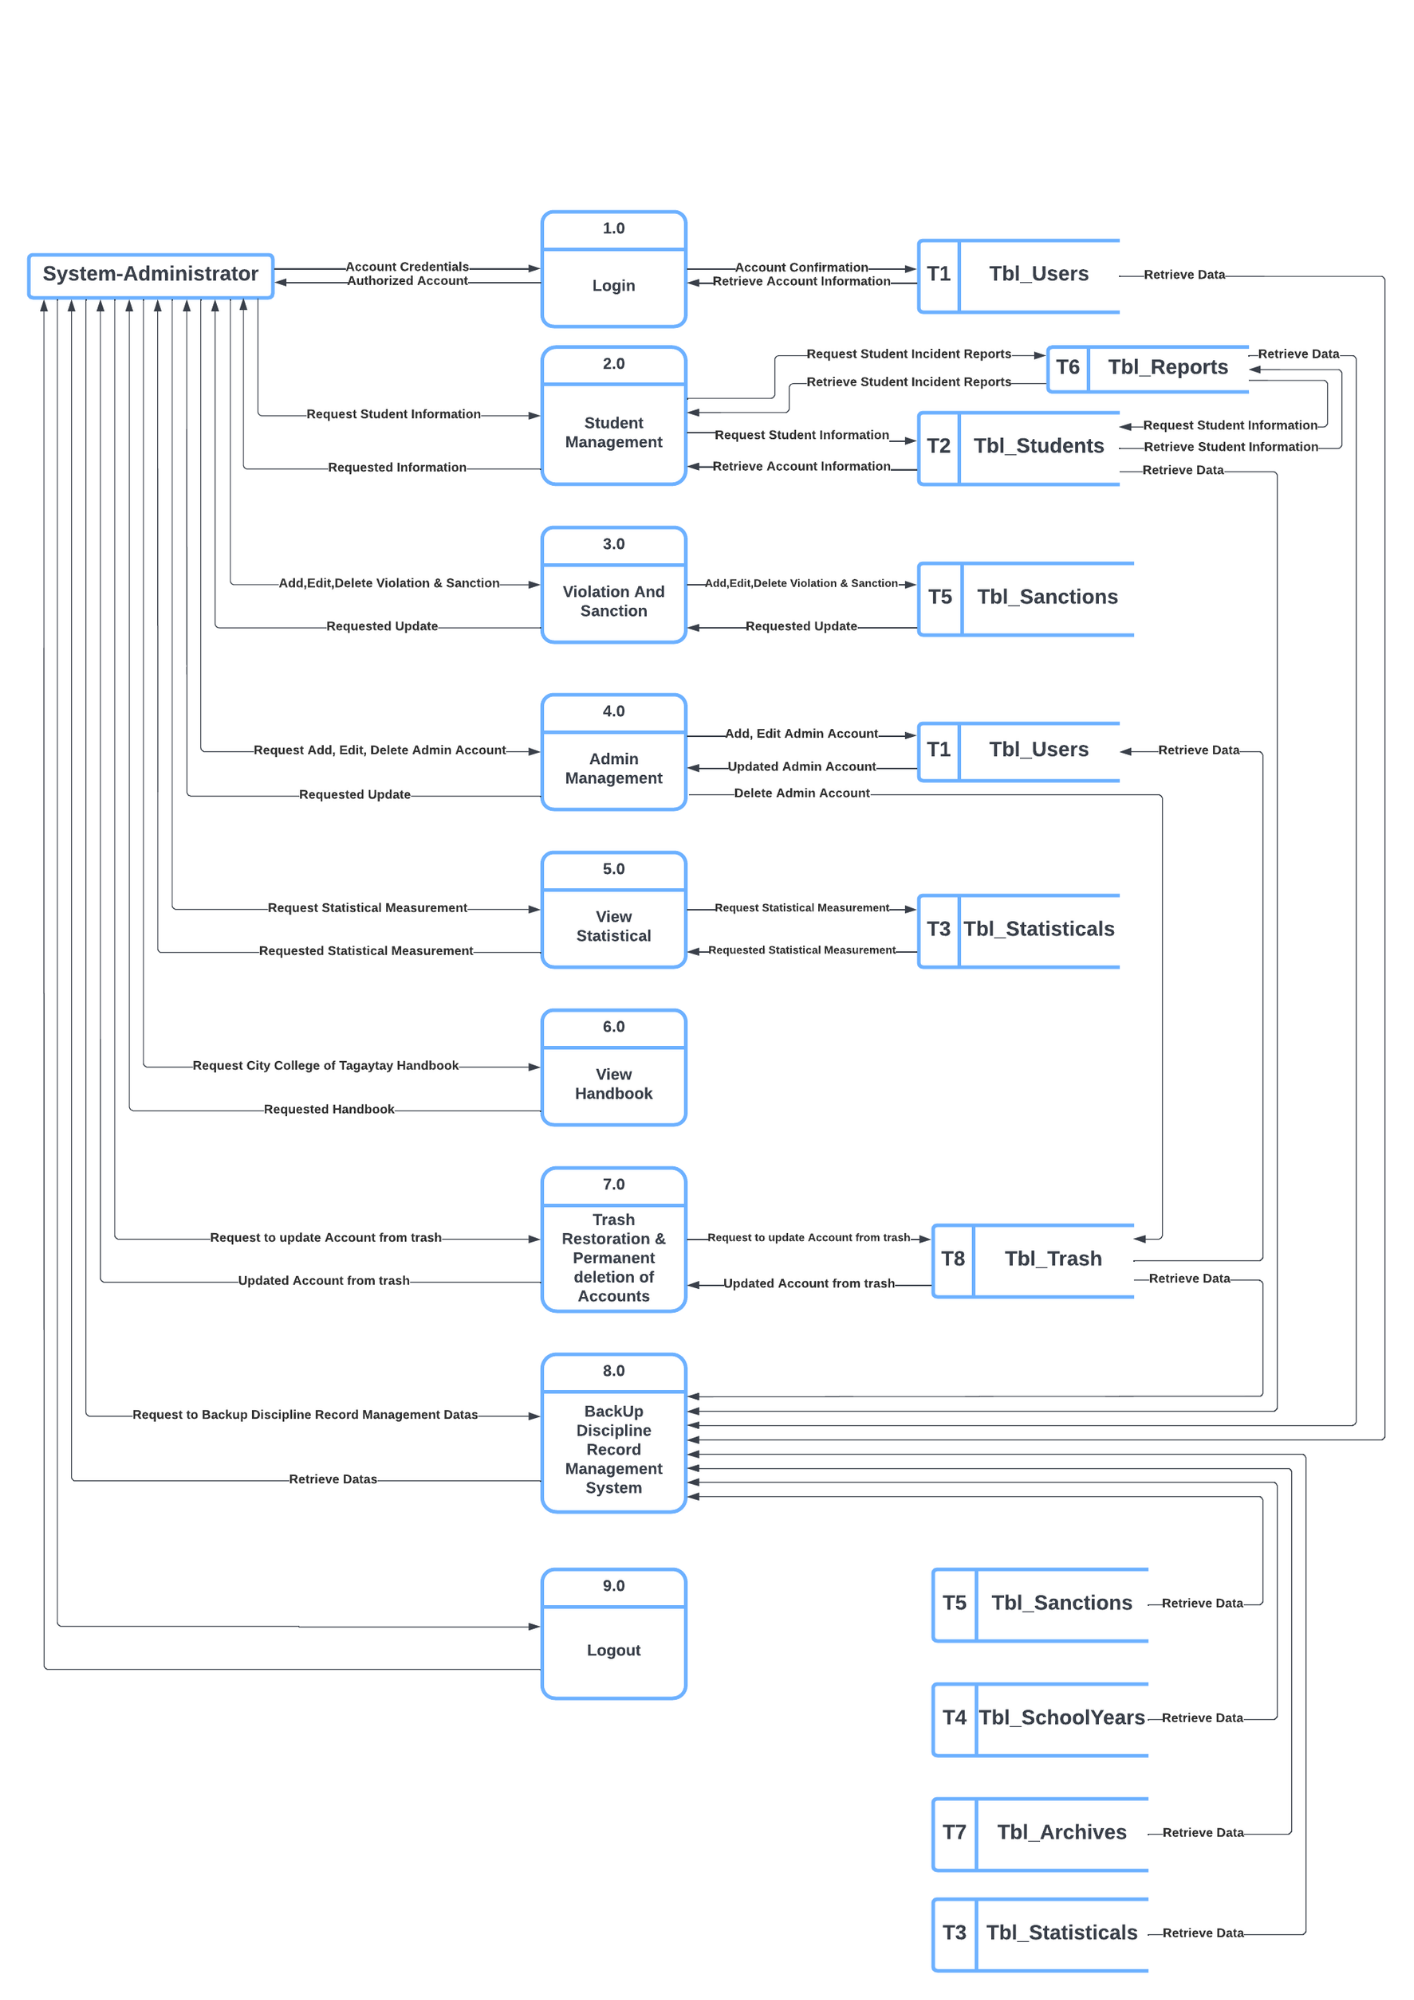 System-Administrator
Account Credentials
Authorized Account
1.0
Login
Account Confirmation
Retrieve Account Information
T1
Tbl_Users
Retrieve Data
Request Student Information
Requested Information
2.0
Student
Management
Request Student Incident Reports
Retrieve Student Incident Reports
T6
Tbl_Reports
Retrieve Data
Request Student Information
Retrieve Account Information
T2
Tbl_Students
Request Student Information
Retrieve Student Information
Retrieve Data
Add,Edit,Delete Violation & Sanction
Requested Update
3.0
Violation And
Sanction
Add,Edit,Delete Violation & Sanction
Requested Update
T5
Tbl_Sanctions
Request Add, Edit, Delete Admin Account
Requested Update
4.0
Admin
Management
Add, Edit Admin Account
Updated Admin Account
Delete Admin Account
T1
Tbl_Users
Retrieve Data
Request Statistical Measurement
Requested Statistical Measurement
5.0
View
Statistical
Request Statistical Measurement
Requested Statistical Measurement
T3
Tbl_Statisticals
Request City College of Tagaytay Handbook
Requested Handbook
6.0
View
Handbook
Request to update Account from trash
Updated Account from trash
7.0
Trash
Restoration &
Permanent
deletion of
Accounts
Request to update Account from trash
Updated Account from trash
T8
Tbl_Trash
Retrieve Data
Request to Backup Discipline Record Management Datas
Retrieve Datas
8.0
BackUp
Discipline
Record
Management
System
9.0
Logout
T5
Tbl_Sanctions
Retrieve Data
T4
Tbl_SchoolYears
Retrieve Data
T7
Tbl_Archives
Retrieve Data
T3
Tbl_Statisticals
Retrieve Data